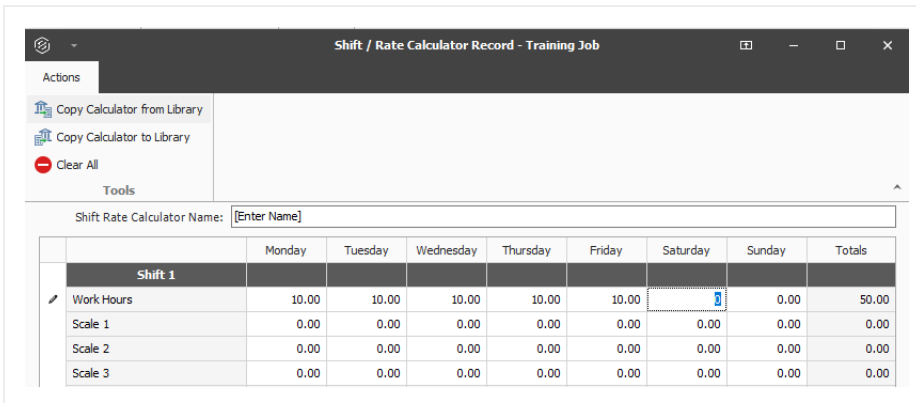 Shift / Rate Calculator Record - Training Job
Actions
Copy Calculator from Library
Copy Calculator to Library
Clear All
Tools
Shift Rate Calculator Name: [Enter Name]
Monday Tuesday Wednesday Thursday Friday Saturday Sunday Totals
Shift 1
Work Hours 10.00 10.00 10.00 10.00 10.00 0 0.00 50.00
Scale 1 0.00 0.00 0.00 0.00 0.00 0.00 0.00 0.00
Scale 2 0.00 0.00 0.00 0.00 0.00 0.00 0.00 0.00
Scale 3 0.00 0.00 0.00 0.00 0.00 0.00 0.00 0.00